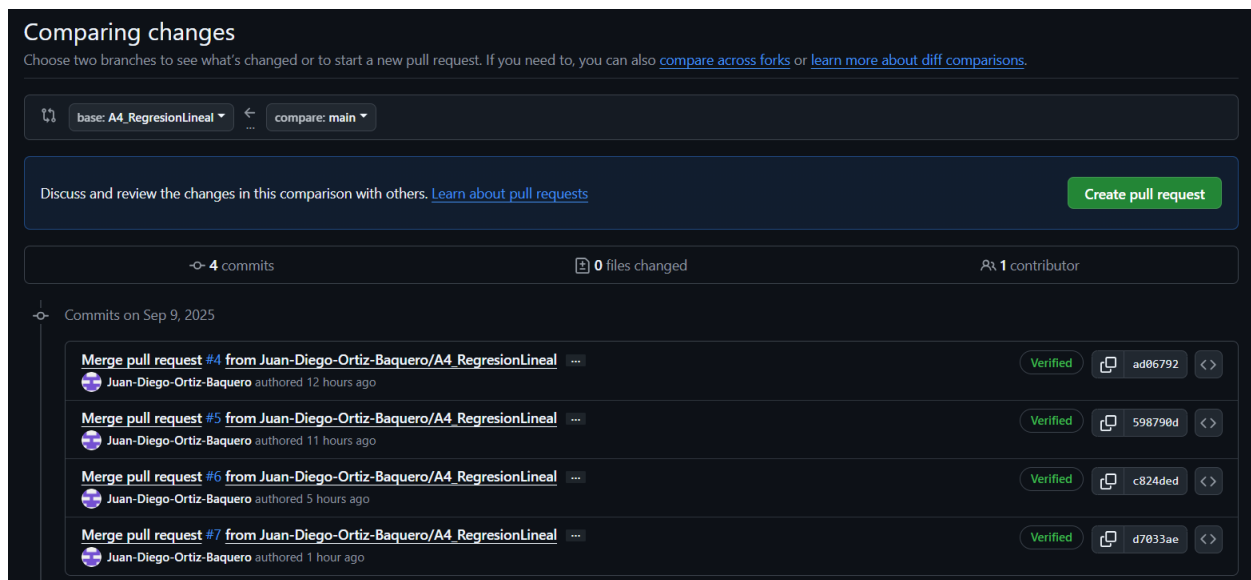 Comparing changes
Choose two branches to see what's changed or to start a new pull request. If you need to, you can also compare across forks or learn more about diff comparisons.
base: A4_RegresionLineal ... compare: main
Discuss and review the changes in this comparison with others. Learn about pull requests Create pull request
4 commits 0 files changed 1 contributor
Commits on Sep 9, 2025
Merge pull request #4 from Juan-Diego-Ortiz-Baquero/A4_RegresionLineal ... Verified ad06792
Juan-Diego-Ortiz-Baquero authored 12 hours ago
Merge pull request #5 from Juan-Diego-Ortiz-Baquero/A4_RegresionLineal ... Verified 598790d
Juan-Diego-Ortiz-Baquero authored 11 hours ago
Merge pull request #6 from Juan-Diego-Ortiz-Baquero/A4_RegresionLineal ... Verified c824ded
Juan-Diego-Ortiz-Baquero authored 5 hours ago
Merge pull request #7 from Juan-Diego-Ortiz-Baquero/A4_RegresionLineal ... Verified d7033ae
Juan-Diego-Ortiz-Baquero authored 1 hour ago